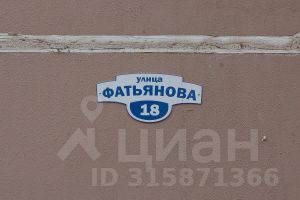 улица
ФАТЬЯНОВА
18
циан
ID 315871366